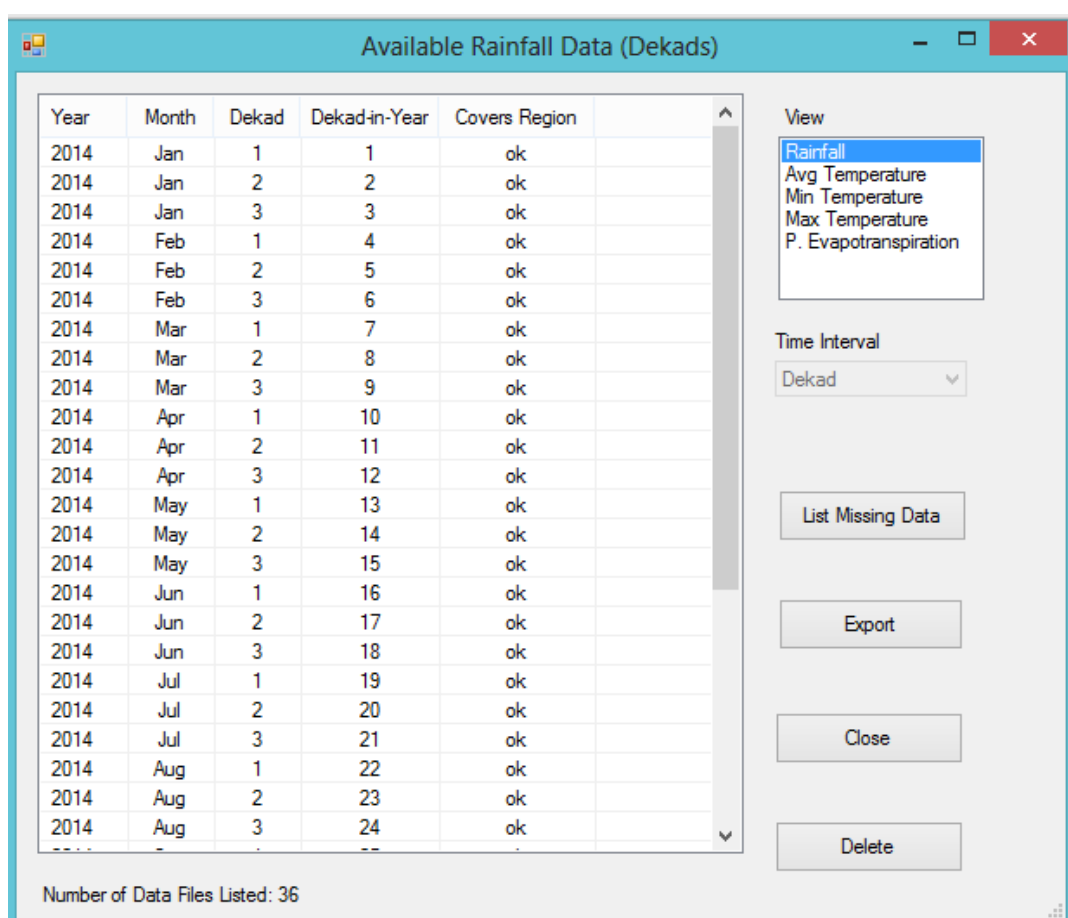 Available Rainfall Data (Dekads)
Year Month Dekad Dekad-in-Year Covers Region
2014 Jan 1 1 ok
2014 Jan 2 2 ok
2014 Jan 3 3 ok
2014 Feb 1 4 ok
2014 Feb 2 5 ok
2014 Feb 3 6 ok
2014 Mar 1 7 ok
2014 Mar 2 8 ok
2014 Mar 3 9 ok
2014 Apr 1 10 ok
2014 Apr 2 11 ok
2014 Apr 3 12 ok
2014 May 1 13 ok
2014 May 2 14 ok
2014 May 3 15 ok
2014 Jun 1 16 ok
2014 Jun 2 17 ok
2014 Jun 3 18 ok
2014 Jul 1 19 ok
2014 Jul 2 20 ok
2014 Jul 3 21 ok
2014 Aug 1 22 ok
2014 Aug 2 23 ok
2014 Aug 3 24 ok
Number of Data Files Listed: 36
View
Rainfall
Avg Temperature
Min Temperature
Max Temperature
P. Evapotranspiration
Time Interval
Dekad
List Missing Data
Export
Close
Delete